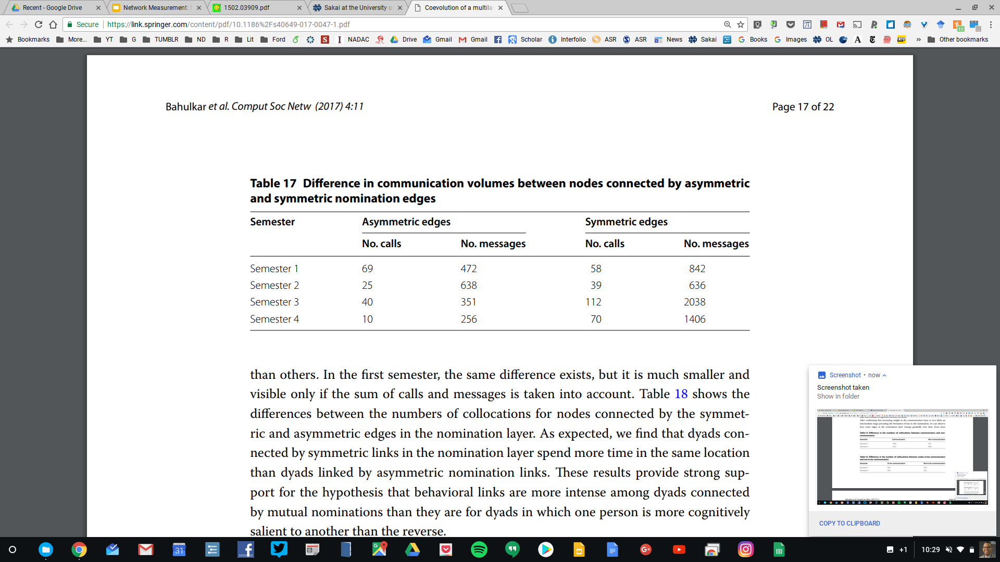 Recent - Google Drive
Network Measurement:
1502.03909.pdf
Sakai at the University o
Coevolution of a multila
Secure
https://link.springer.com/content/pdf/10.1186%2Fs40649-017-0047-1.pdf
Bookmarks More... YT G TUMBLR ND R Lit Ford NADAC Drive Gmail Gmail Scholar Interfolio ASR ASR News Sakai Books Images OL Other bookmarks
Bahulkar et al. Comput Soc Netw (2017) 4:11
Page 17 of 22
Table 17 Difference in communication volumes between nodes connected by asymmetric
and symmetric nomination edges
Semester Asymmetric edges Symmetric edges
No. calls No. messages No. calls No. messages
Semester 1 69 472 58 842
Semester 2 25 638 39 636
Semester 3 40 351 112 2038
Semester 4 10 256 70 1406
than others. In the first semester, the same difference exists, but it is much smaller and
visible only if the sum of calls and messages is taken into account. Table 18 shows the
differences between the numbers of collocations for nodes connected by the symmet-
ric and asymmetric edges in the nomination layer. As expected, we find that dyads con-
nected by symmetric links in the nomination layer spend more time in the same location
than dyads linked by asymmetric nomination links. These results provide strong sup-
port for the hypothesis that behavioral links are more intense among dyads connected
by mutual nominations than they are for dyads in which one person is more cognitively
salient to another than the reverse.
Screenshot • now
Screenshot taken
Show in folder
COPY TO CLIPBOARD
31
+1
10:29